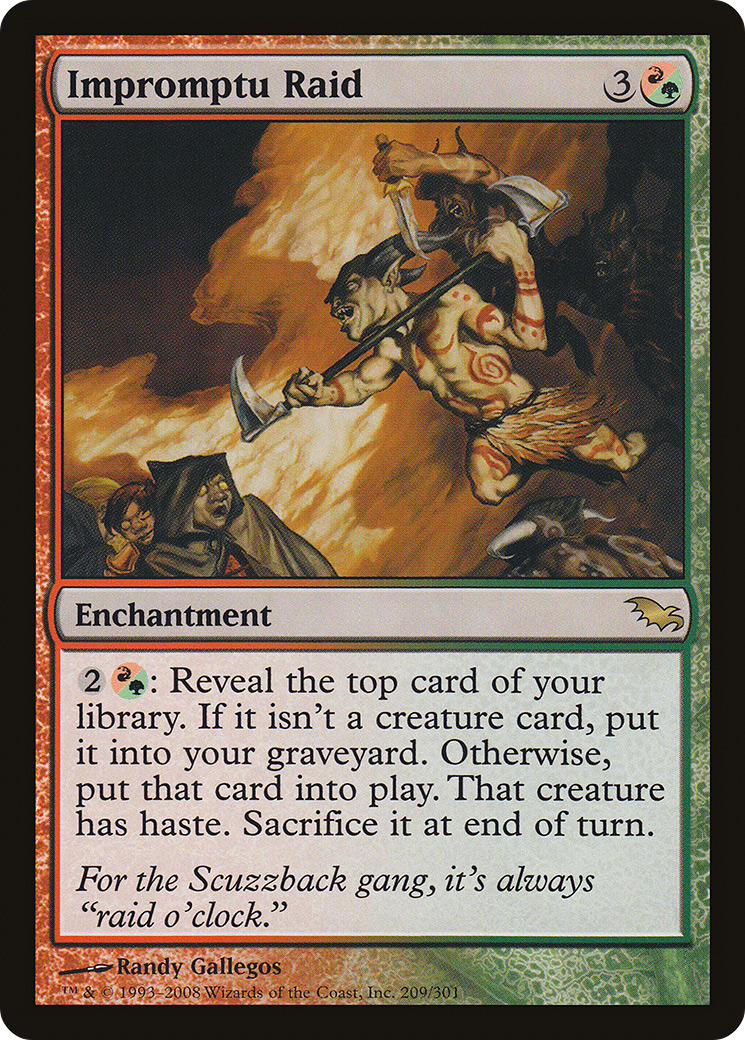 Impromptu Raid 3
Enchantment
2 : Reveal the top card of your
library. If it isn't a creature card, put
it into your graveyard. Otherwise,
put that card into play. That creature
has haste. Sacrifice it at end of turn.
For the Scuzzback gang, it's always
“raid o'clock.”
Randy Gallegos
™ & © 1993–2008 Wizards of the Coast, Inc. 209/301